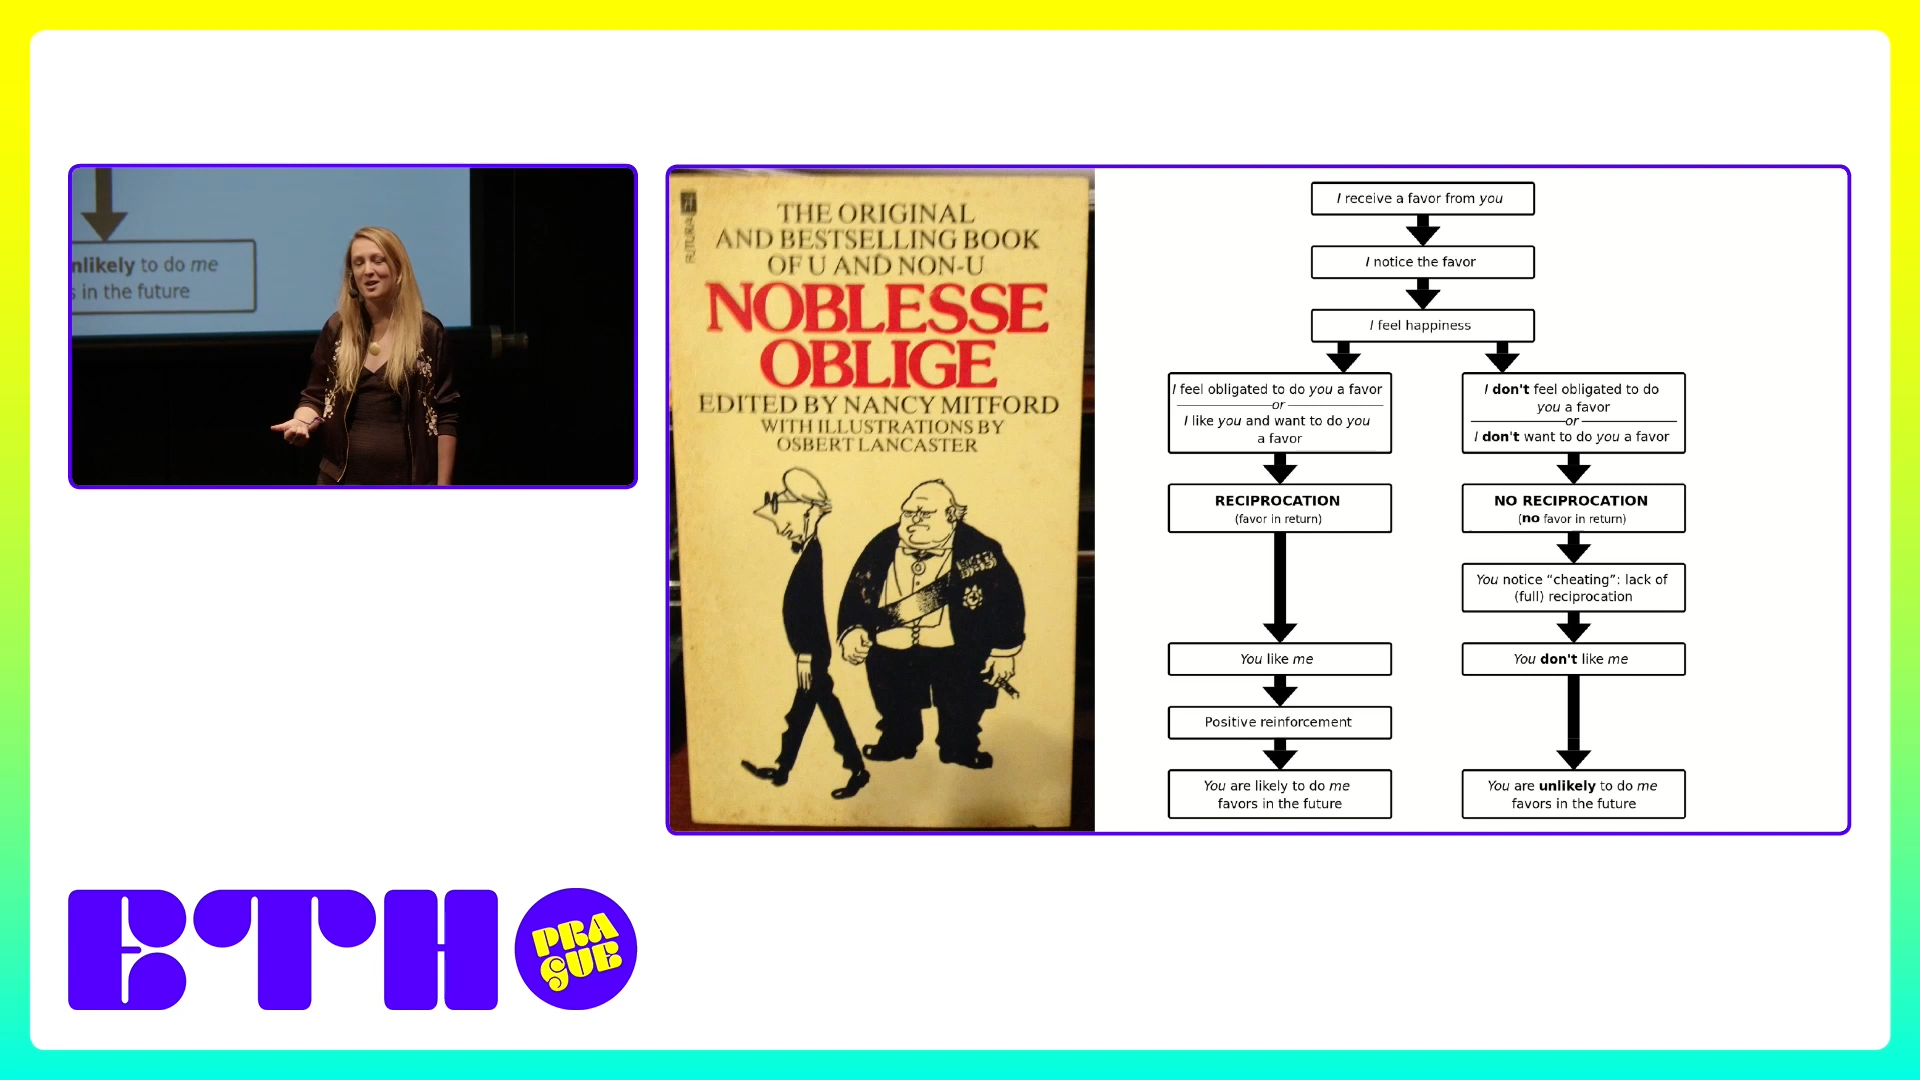 nlikely to do me
s in the future
THE ORIGINAL
AND BESTSELLING BOOK
OF U AND NON-U
NOBLESSE
OBLIGE
EDITED BY NANCY MITFORD
WITH ILLUSTRATIONS BY
OSBERT LANCASTER
FUTURA
I receive a favor from you
I notice the favor
I feel happiness
I feel obligated to do you a favor
or
I like you and want to do you
a favor
RECIPROCATION
(favor in return)
You like me
Positive reinforcement
You are likely to do me
favors in the future
I don't feel obligated to do
you a favor
or
I don't want to do you a favor
NO RECIPROCATION
(no favor in return)
You notice “cheating”: lack of
(full) reciprocation
You don't like me
You are unlikely to do me
favors in the future
ETH
PRA
GUE